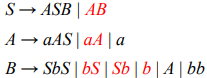 S → ASB | AB
A → aAS | aA | a
B → SbS | bS | Sb | b | A | bb